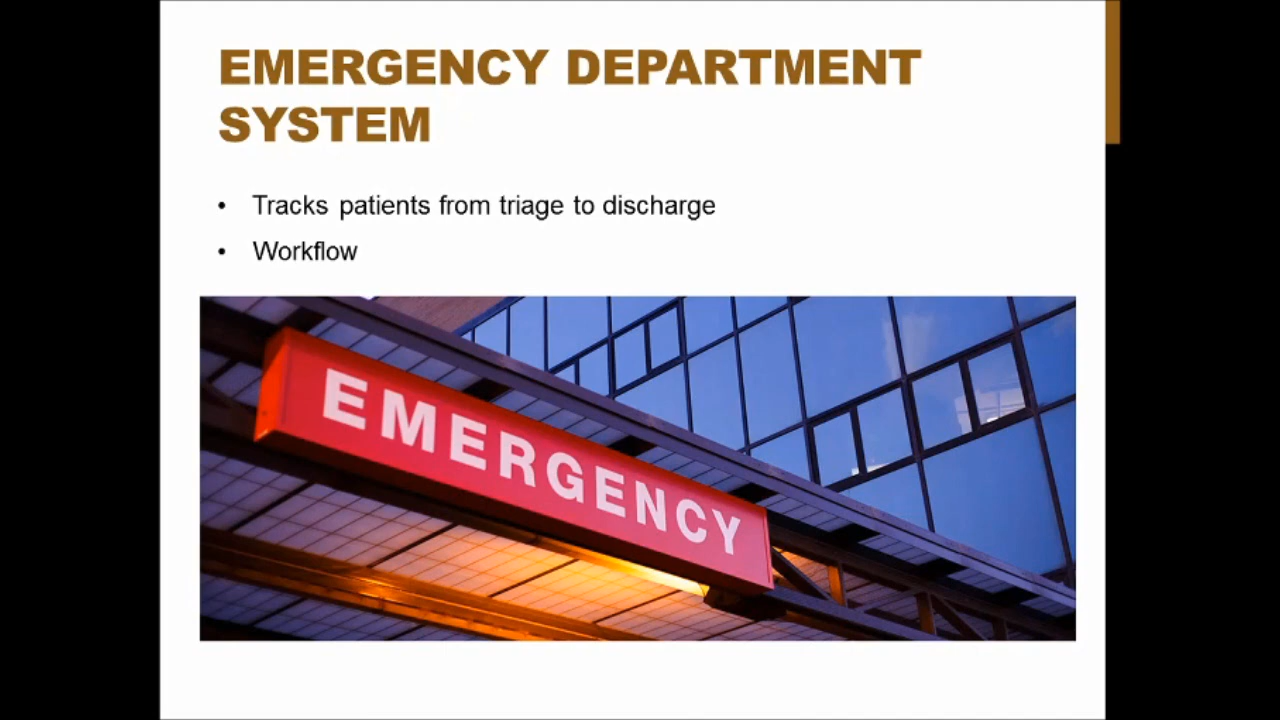 EMERGENCY DEPARTMENT
SYSTEM
• Tracks patients from triage to discharge
• Workflow
EMERGENCY